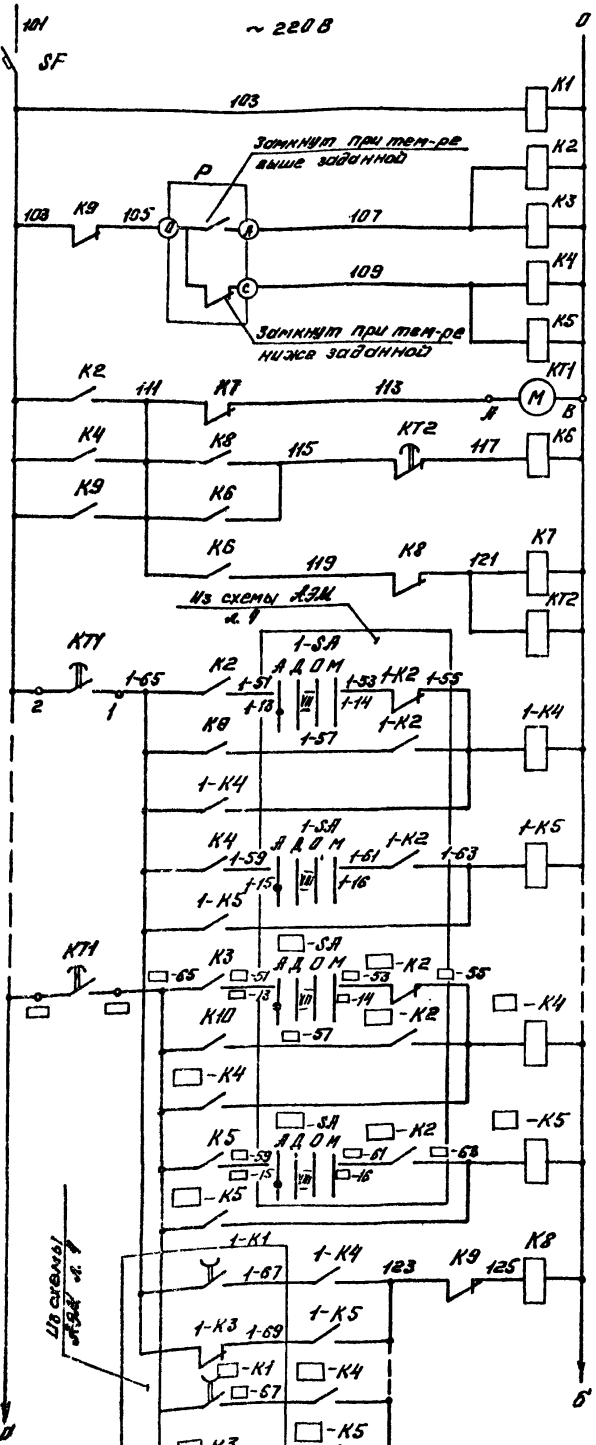 101 ~ 220 В 0
SF
103 К1
Замкнут при тем-ре
выше заданной
К2
Р
103 К9 105 0 А 107 К3
С 109 К4
К5
Замкнут при тем-ре
ниже заданной
К2 111 К7 113 А М В КТ1
К4 К8 115 КТ2 117 К6
К9 К6
К6 119 К8 121 К7
КТ2
Из схемы АЭМ
1-SA
КТ1 1-65 К2 1-51 А Д О М 1-53 1-К2 1-55
2 1 1-13 VII 1-14
1-57 1-К2 1-К4
1-К4
1-SA
К4 1-59 А Д О М 1-61 1-К2 1-63 1-К5
1-15 1-16
1-К5
-SA
КТ1 -65 К3 -51 А Д О М -53 -К2 -55
-13 VII -14
К10 -57 -К2 -К4
-К4
-SA
К5 -59 А Д О М -61 -К2 -К5
-15 -16
-К5
1-К1
1-67 1-К4 123 К9 125 К8
Из схемы
1-К3 1-69 1-К5
-К1
-67 -К4
-К3 -К5